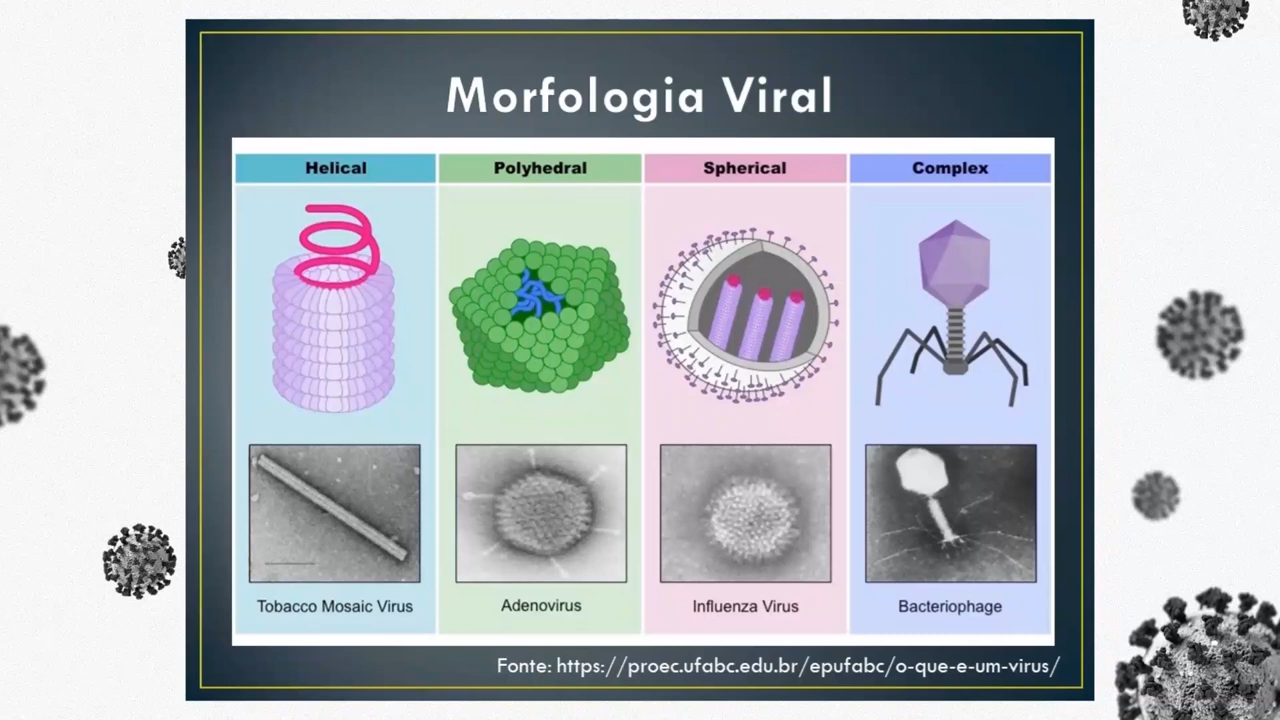 Morfologia Viral
Helical
Polyhedral
Spherical
Complex
Tobacco Mosaic Virus
Adenovirus
Influenza Virus
Bacteriophage
Fonte: https://proec.ufabc.edu.br/epufabc/o-que-e-um-virus/